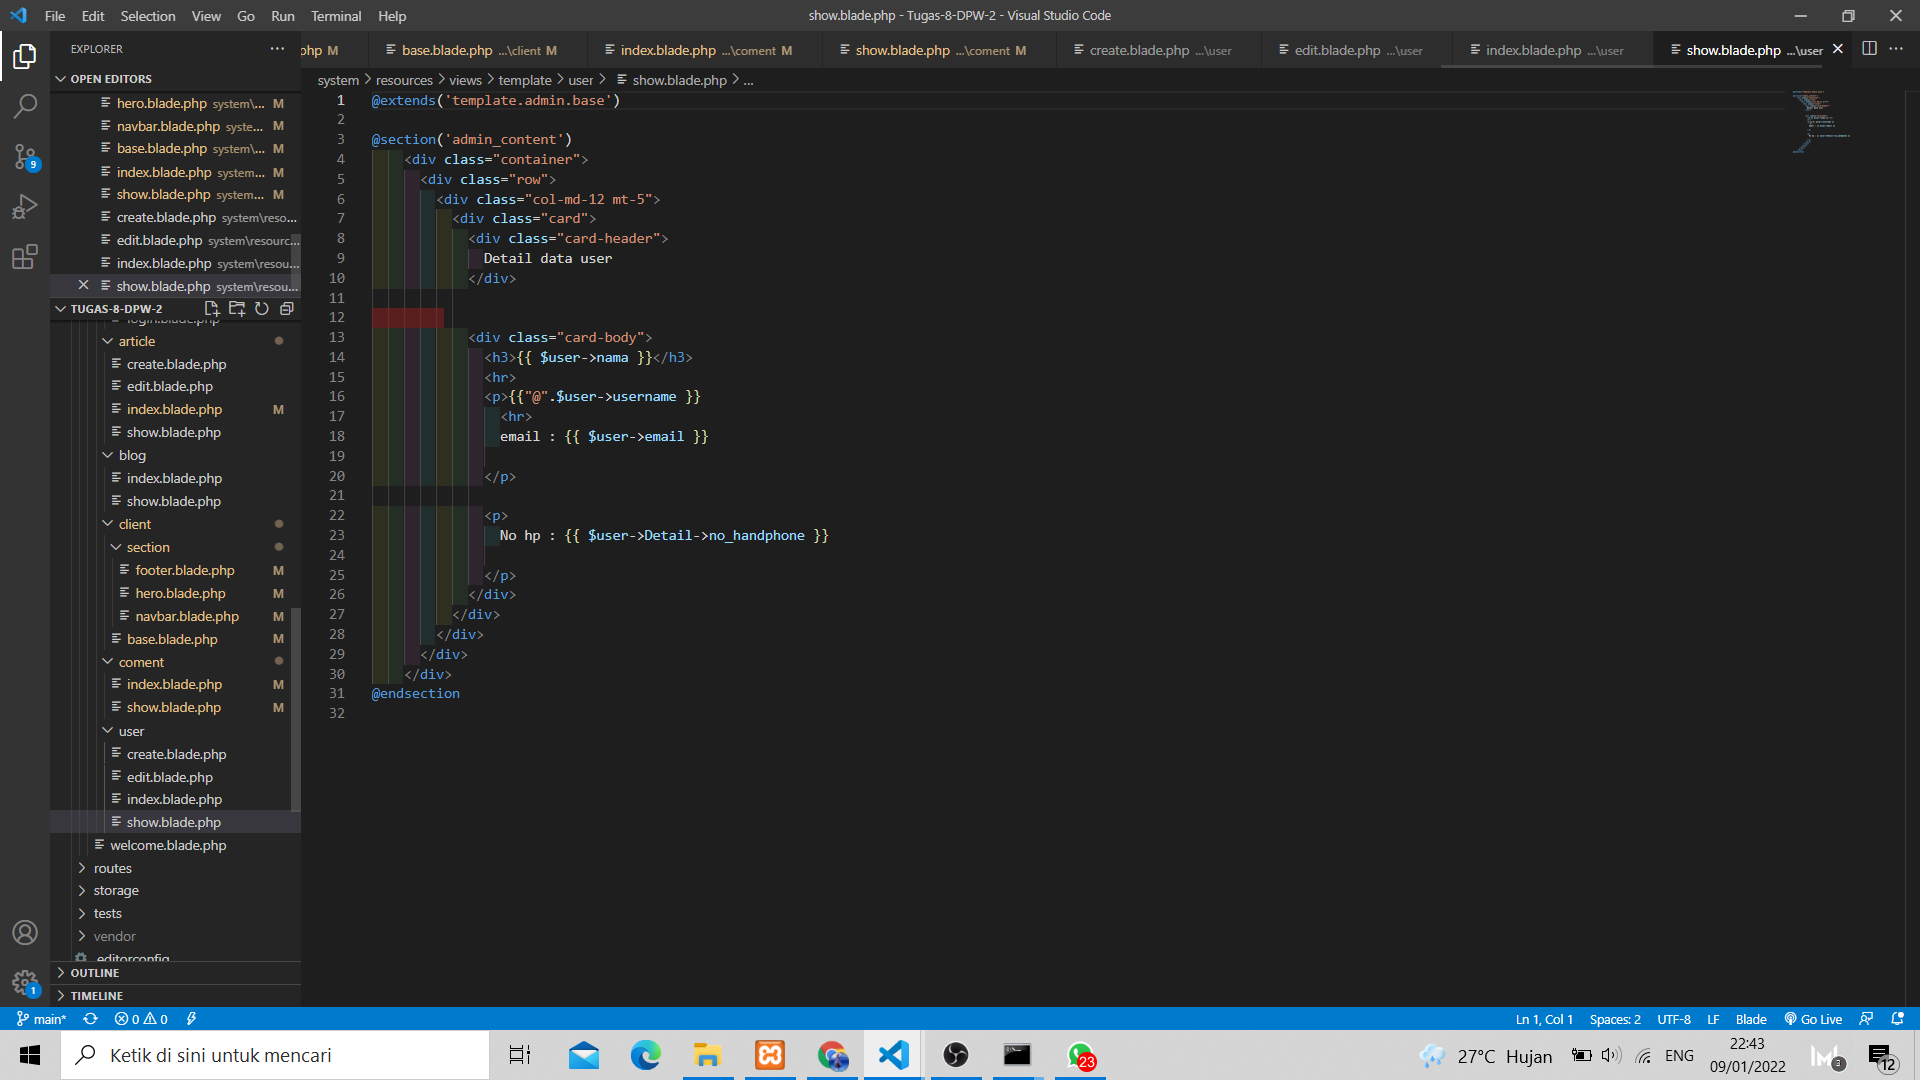 File Edit Selection View Go Run Terminal Help
show.blade.php - Tugas-8-DPW-2 - Visual Studio Code
EXPLORER
php M
base.blade.php ...\client M
index.blade.php ...\coment M
show.blade.php ...\coment M
create.blade.php ...\user
edit.blade.php ...\user
index.blade.php ...\user
show.blade.php ...\user
system > resources > views > template > user > show.blade.php > ...
OPEN EDITORS
hero.blade.php system\... M
navbar.blade.php syste... M
base.blade.php system\... M
index.blade.php system... M
show.blade.php system... M
create.blade.php system\reso...
edit.blade.php system\resourc...
index.blade.php system\resou...
show.blade.php system\resou...
TUGAS-8-DPW-2
login.blade.php
article
create.blade.php
edit.blade.php
index.blade.php M
show.blade.php
blog
index.blade.php
show.blade.php
client
section
footer.blade.php M
hero.blade.php M
navbar.blade.php M
base.blade.php M
coment
index.blade.php M
show.blade.php M
user
create.blade.php
edit.blade.php
index.blade.php
show.blade.php
welcome.blade.php
routes
storage
tests
vendor
.editorconfig
OUTLINE
TIMELINE
9
1
1 @extends('template.admin.base')
2
3 @section('admin_content')
4 <div class="container">
5 <div class="row">
6 <div class="col-md-12 mt-5">
7 <div class="card">
8 <div class="card-header">
9 Detail data user
10 </div>
11
12
13 <div class="card-body">
14 <h3>{{ $user->nama }}</h3>
15 <hr>
16 <p>{{"@".$user->username }}
17 <hr>
18 email : {{ $user->email }}
19
20 </p>
21
22 <p>
23 No hp : {{ $user->Detail->no_handphone }}
24
25 </p>
26 </div>
27 </div>
28 </div>
29 </div>
30 </div>
31 @endsection
32
main* 0 0
Ln 1, Col 1 Spaces: 2 UTF-8 LF Blade Go Live
Ketik di sini untuk mencari
23
27°C Hujan
ENG
22:43
09/01/2022
3
12